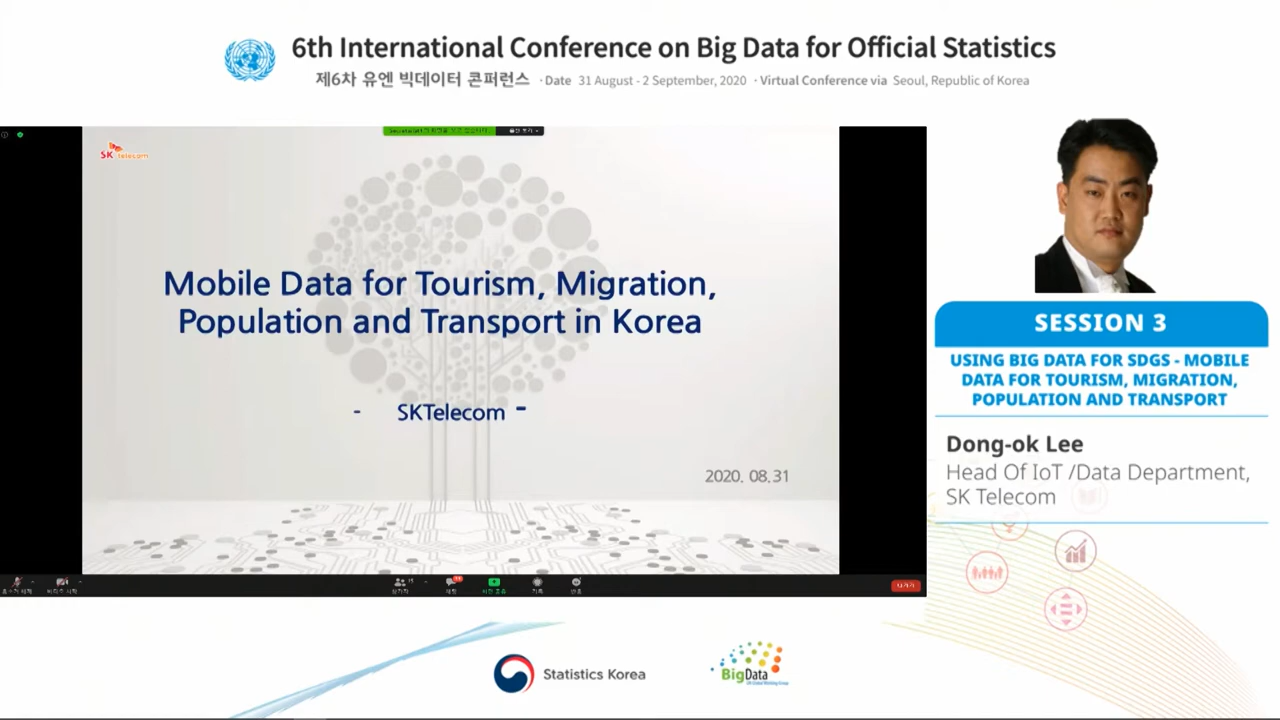 6th International Conference on Big Data for Official Statistics
제6차 유엔 빅데이터 콘퍼런스 · Date 31 August - 2 September, 2020 · Virtual Conference via Seoul, Republic of Korea
SK telecom
Mobile Data for Tourism, Migration,
Population and Transport in Korea
- SKTelecom -
2020. 08.31
SESSION 3
USING BIG DATA FOR SDGS - MOBILE
DATA FOR TOURISM, MIGRATION,
POPULATION AND TRANSPORT
Dong-ok Lee
Head Of IoT /Data Department,
SK Telecom
Statistics Korea
BigData
UN Global Working Group